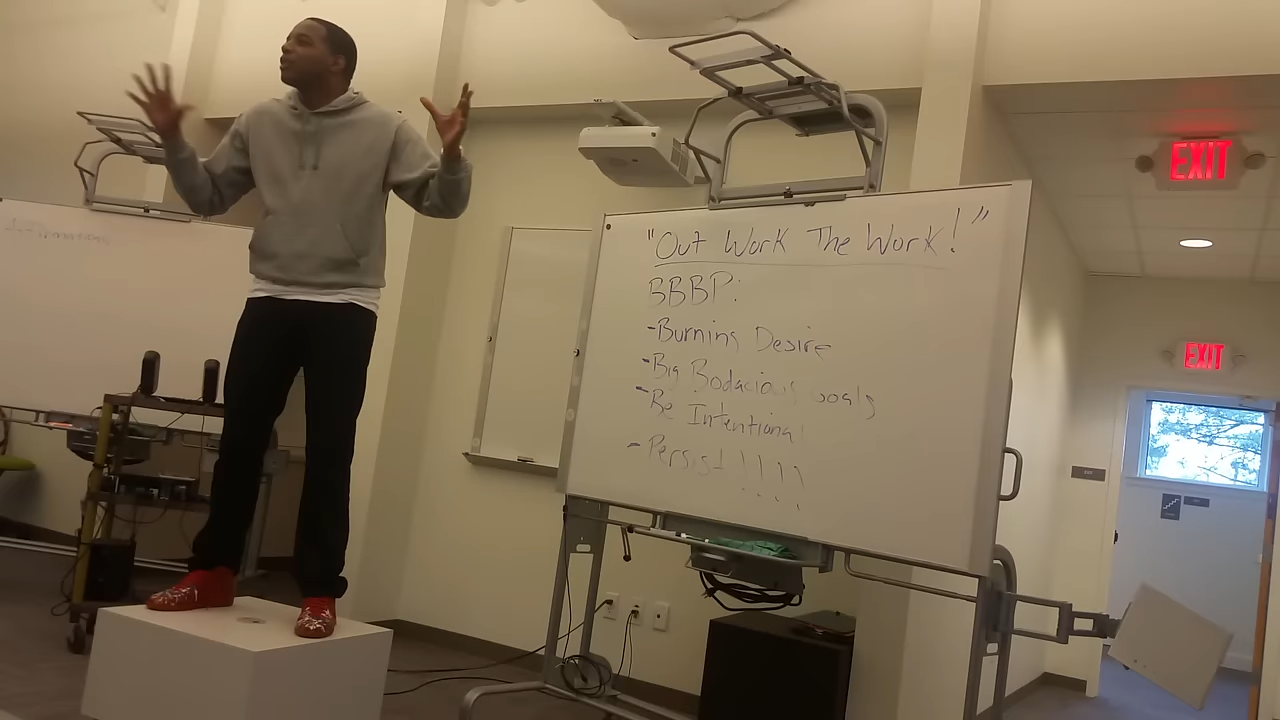 "Out Work The Work!"
BBBP:
-Burning Desire
-Big Bodacious Goals
-Be Intentional
-Persist!!!!
EXIT
EXIT